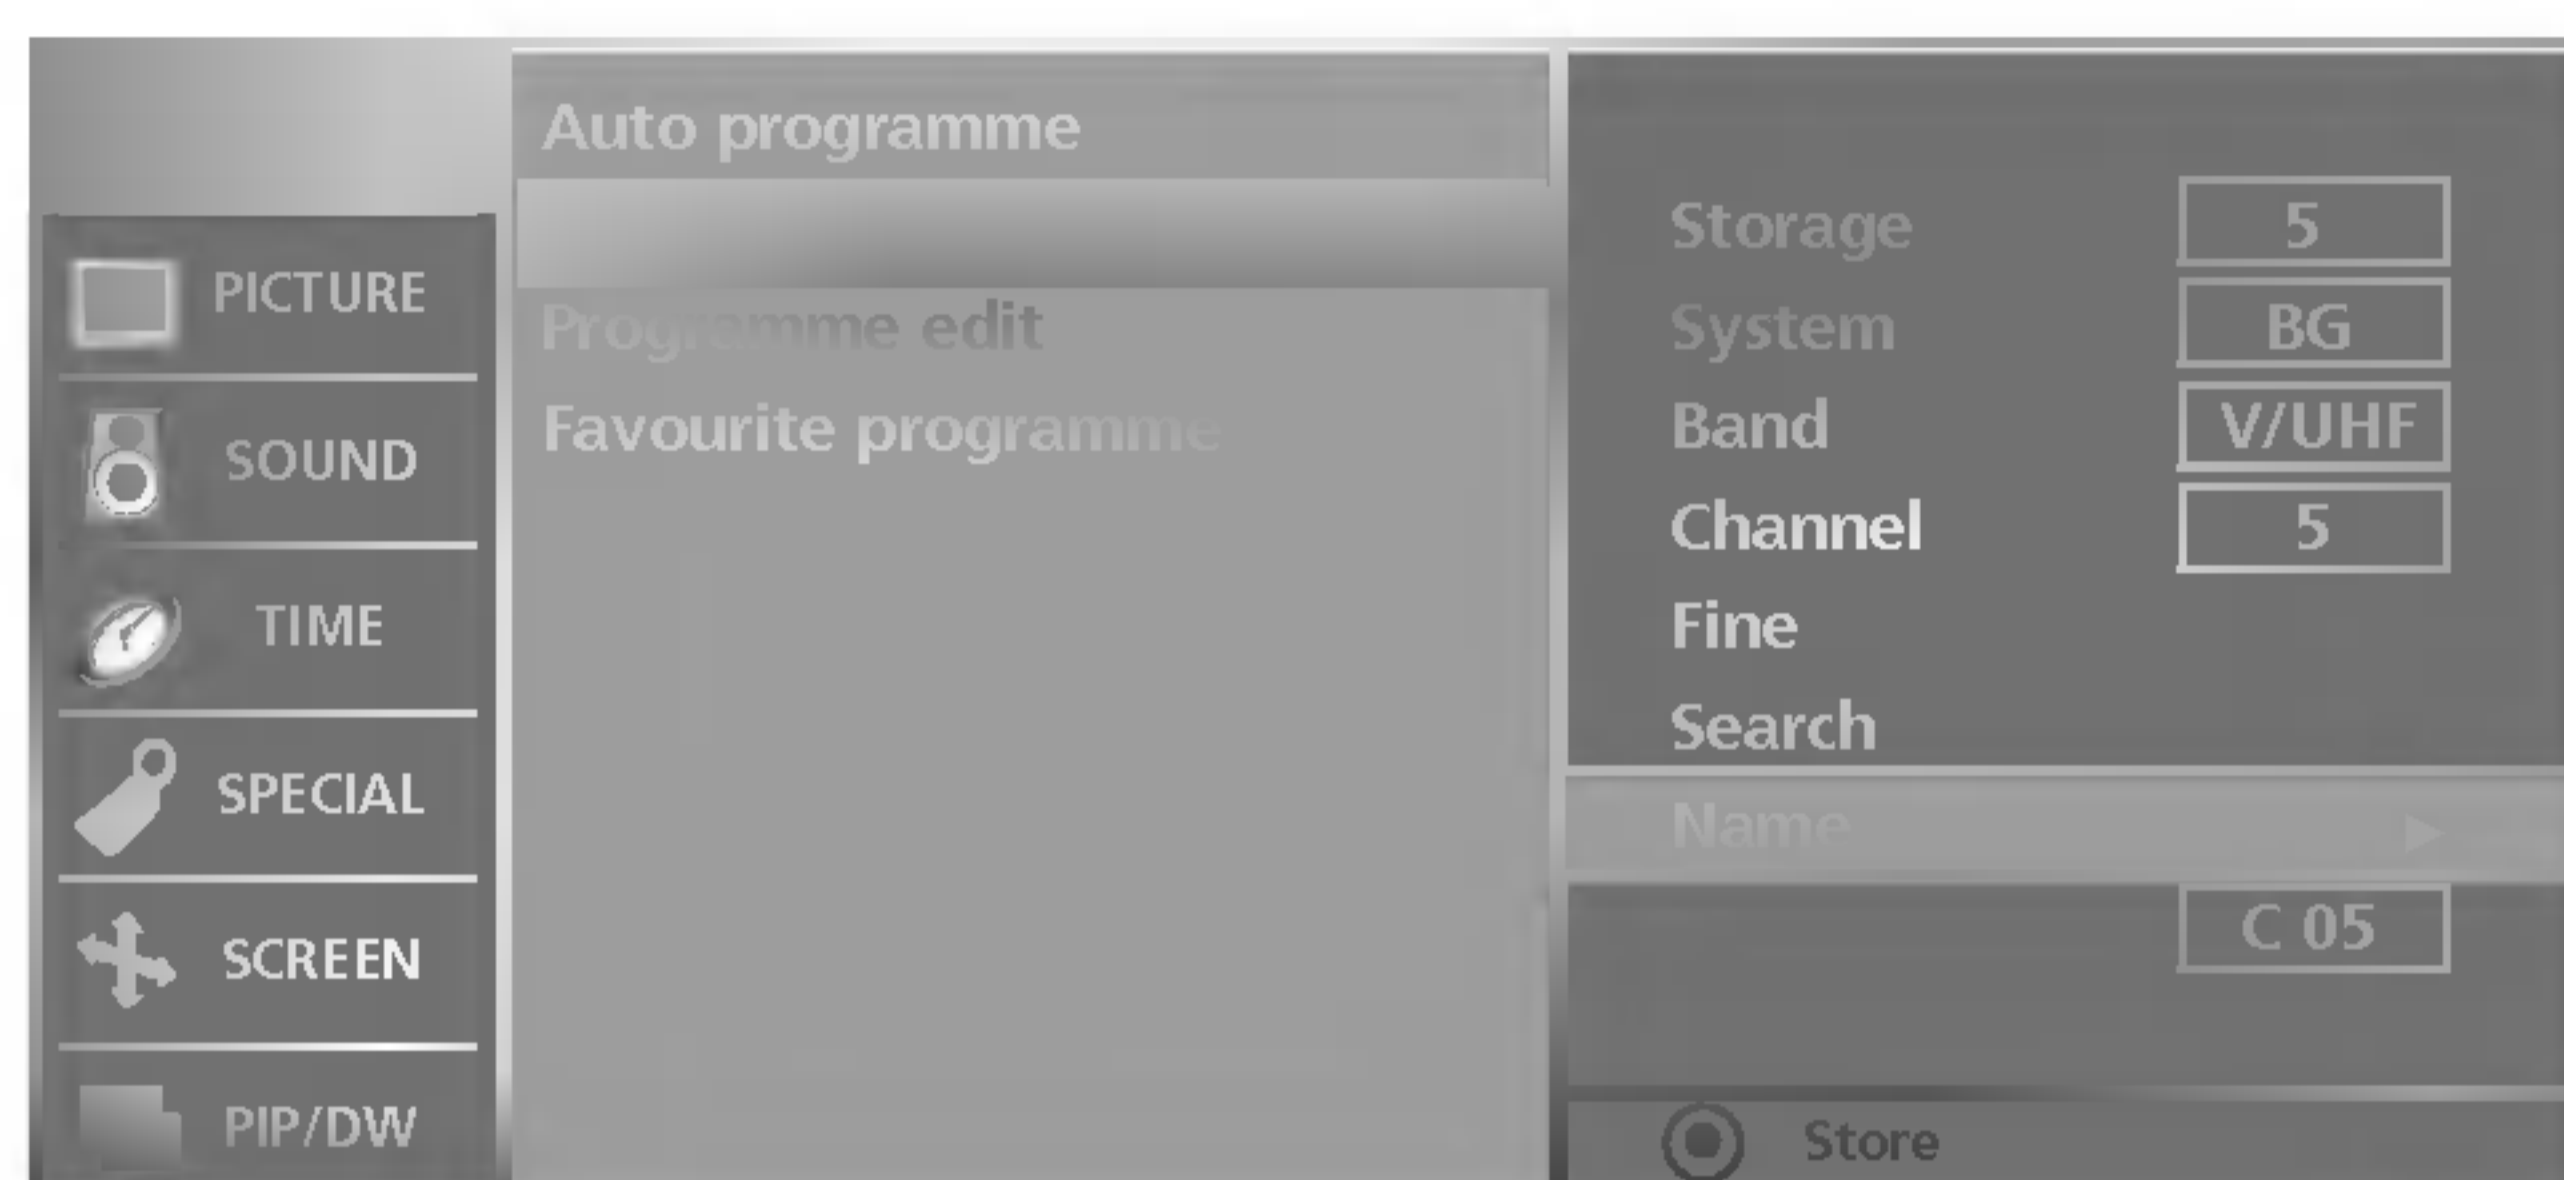 PICTURE
SOUND
TIME
SPECIAL
SCREEN
PIP/DW
Auto programme
Programme edit
Favourite programme
Storage 5
System BG
Band V/UHF
Channel 5
Fine
Search
Name
C 05
Store